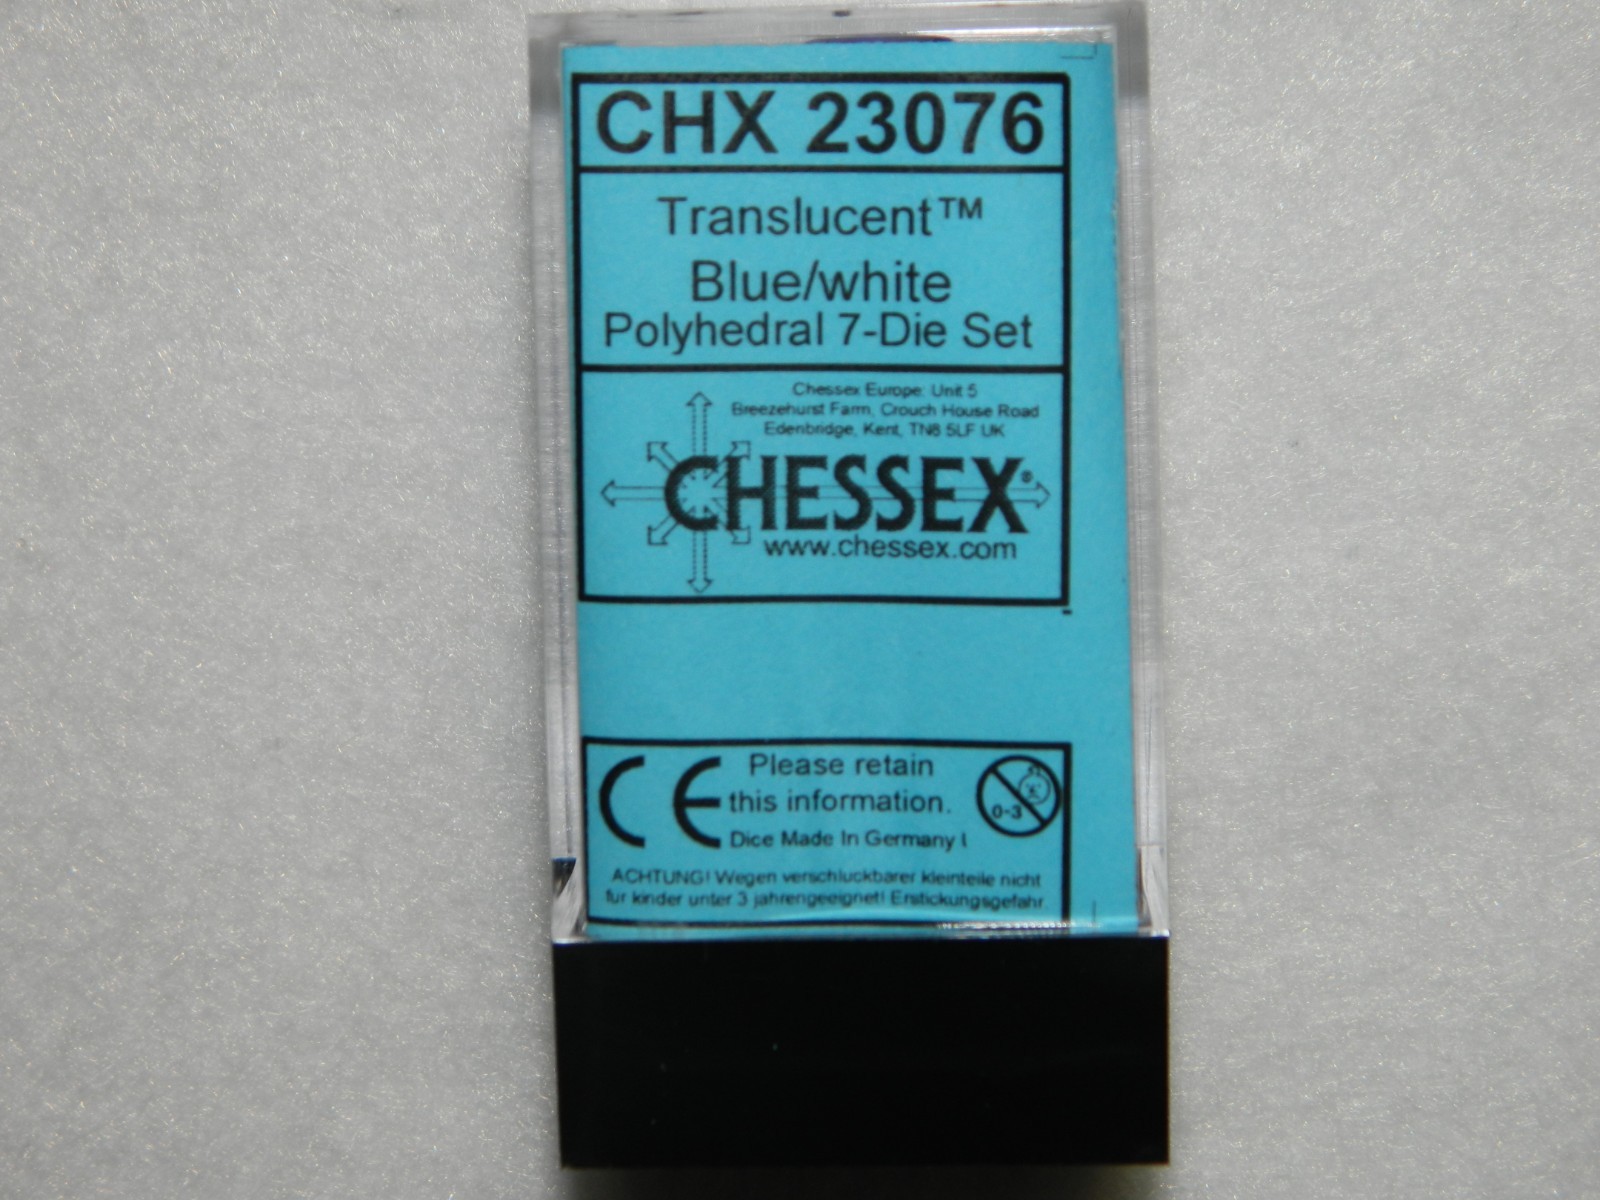 CHX 23076
Translucent™
Blue/white
Polyhedral 7-Die Set
Chessex Europe: Unit 5
Breezehurst Farm, Crouch House Road
Edenbridge, Kent, TN8 5LF UK
CHESSEX®
www.chessex.com
CE
Please retain
this information.
0-3
Dice Made In Germany
ACHTUNG! Wegen verschluckbarer kleinteile nicht
fur kinder unter 3 jahrengeeignet! Erstickungsgefahr.